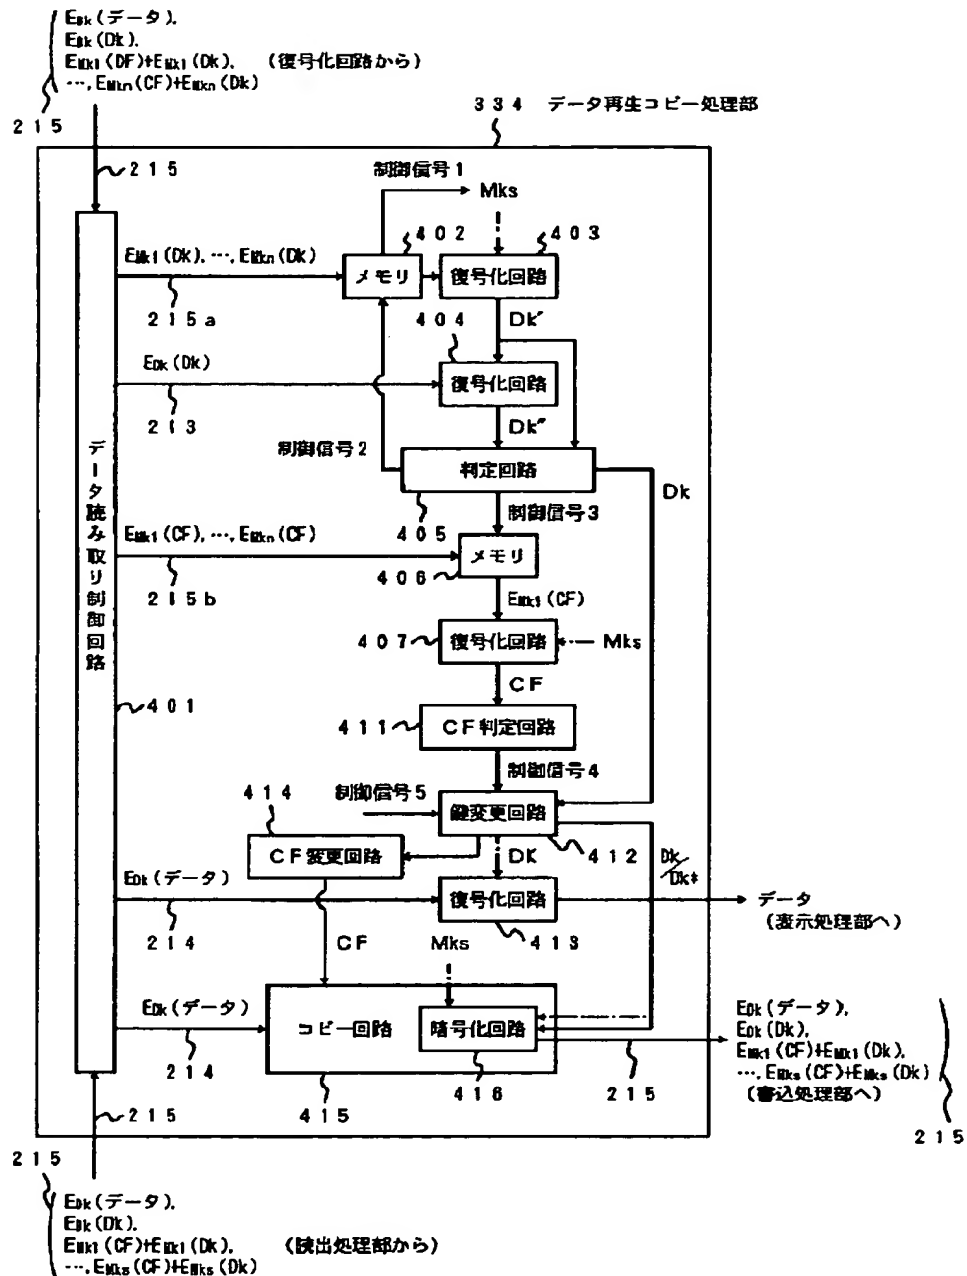 EDk(データ),
EDk(Dk),
EMk1(DF)+EMk1(Dk), (復号化回路から)
…,EMkn(CF)+EMkn(Dk)
215
334 データ再生コピー処理部
215
制御信号1
Mks
402
403
EMk1(Dk),…,EMkn(Dk)
メモリ
復号化回路
215a
404
Dk′
EDk(Dk)
復号化回路
213
Dk″
制御信号2
判定回路
Dk
データ読み取り制御回路
405
制御信号3
EMk1(CF),…,EMkn(CF)
メモリ
406
215b
EMk1(CF)
407
復号化回路
Mks
CF
401
411
CF判定回路
制御信号4
414
制御信号5
鍵変更回路
CF変更回路
DK
412
Dk/Dk‡
EDk(データ)
復号化回路
データ
(表示処理部へ)
214
CF
Mks
413
EDk(データ)
コピー回路
暗号化回路
EDk(データ),
EDk(Dk),
EMk1(CF)+EMk1(Dk),
…,EMks(CF)+EMks(Dk)
(書込処理部へ)
214
415
416
215
215
215
215
EDk(データ),
EDk(Dk),
EMk1(CF)+EMk1(Dk), (読出処理部から)
…,EMks(CF)+EMks(Dk)